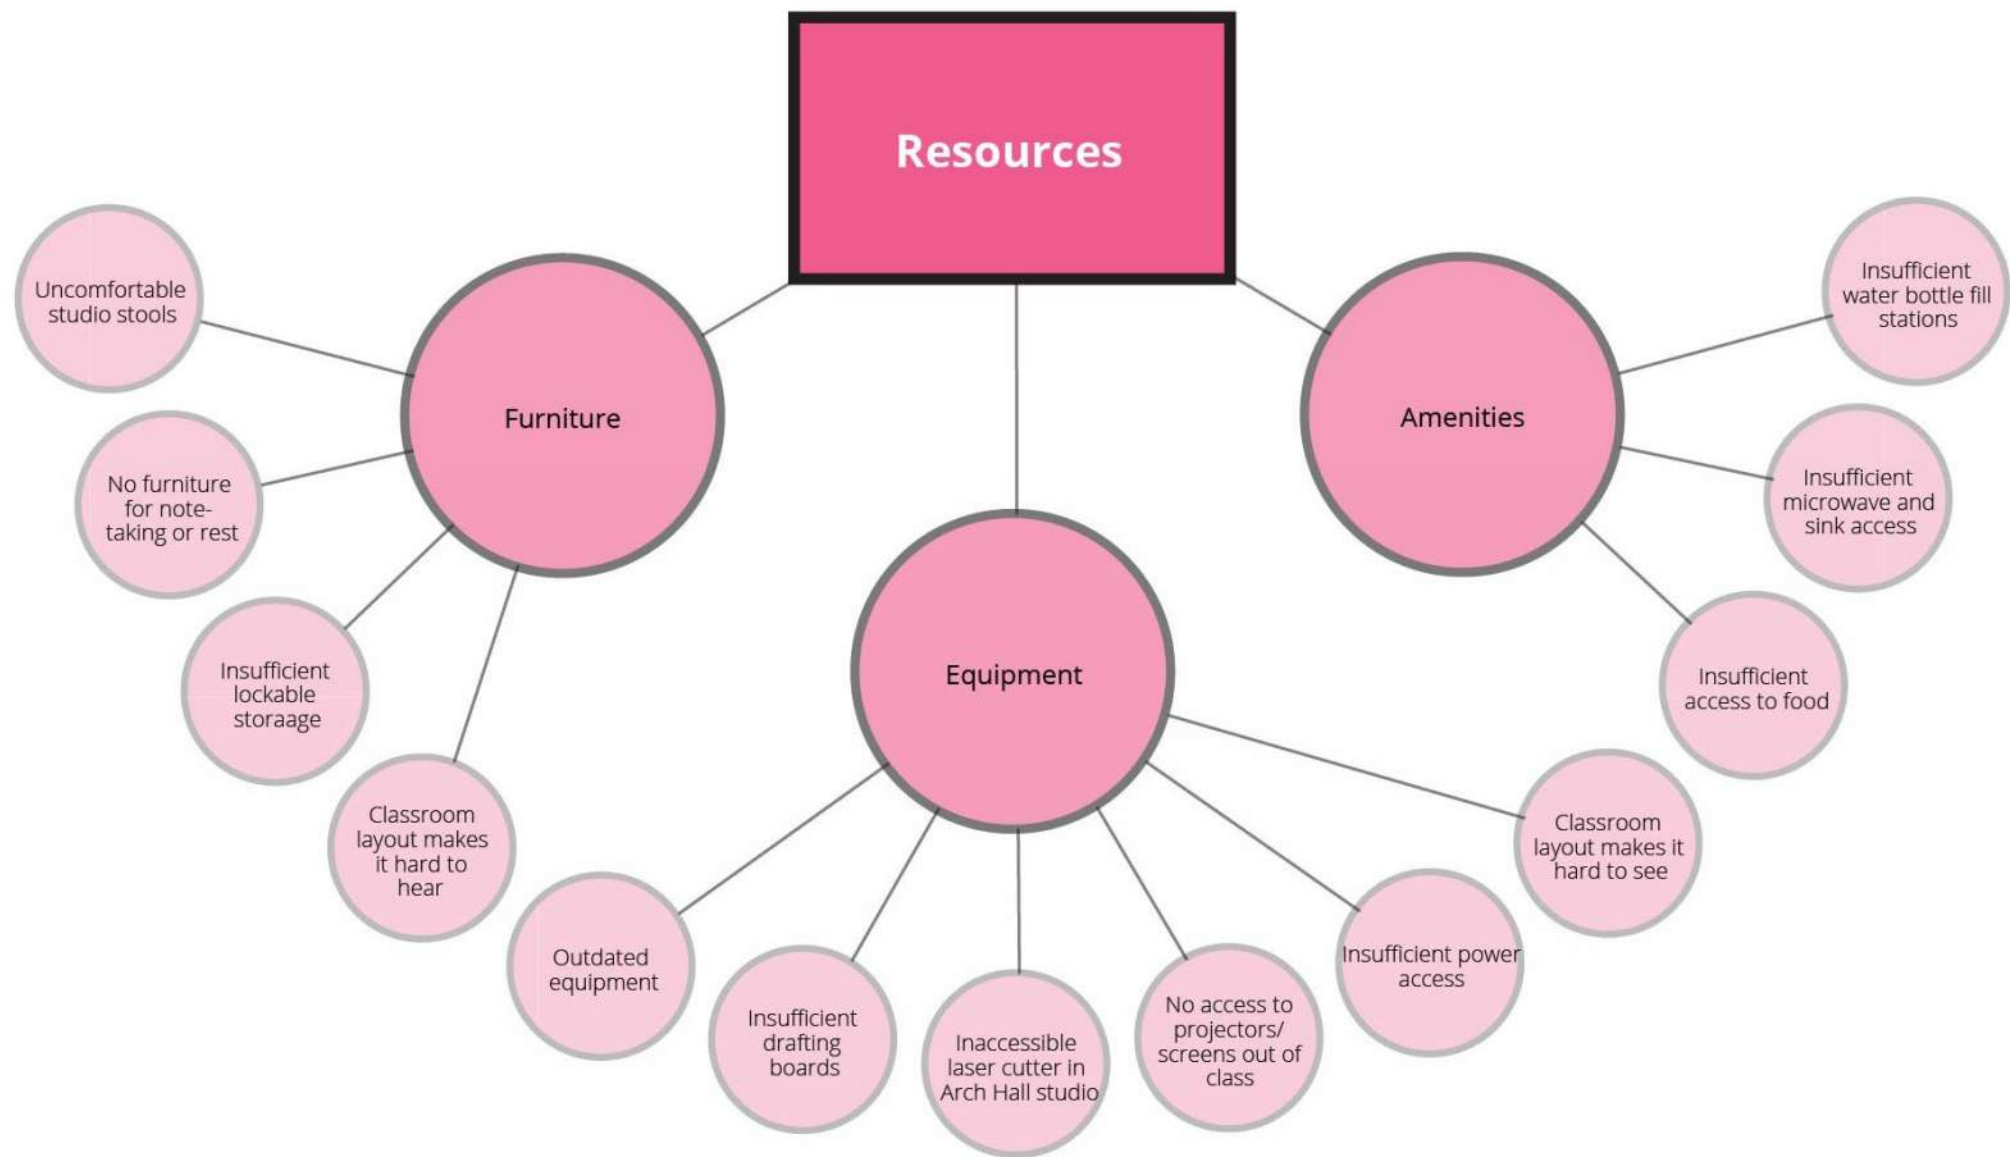 Resources
Furniture
Uncomfortable
studio stools
No furniture
for note-
taking or rest
Insufficient
lockable
storaage
Classroom
layout makes
it hard to
hear
Equipment
Outdated
equipment
Insufficient
drafting
boards
Inaccessible
laser cutter in
Arch Hall studio
No access to
projectors/
screens out of
class
Insufficient power
access
Classroom
layout makes it
hard to see
Amenities
Insufficient
water bottle fill
stations
Insufficient
microwave and
sink access
Insufficient
access to food